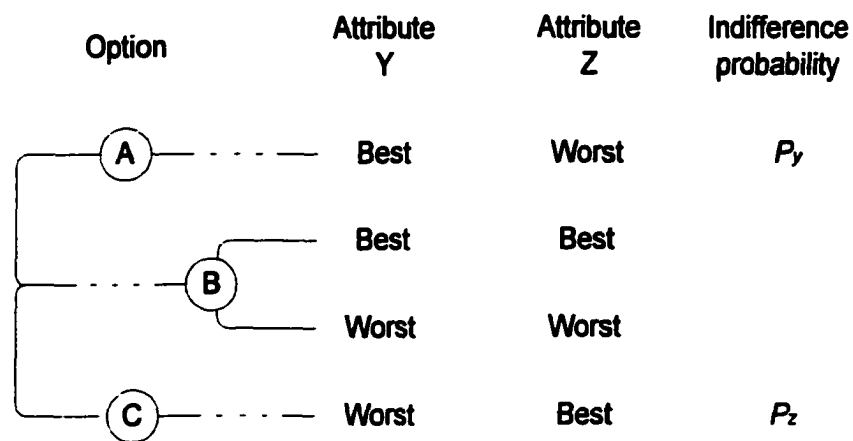 Option Attribute Y Attribute Z Indifference probability
A Best Worst Py
Best Best
B
Worst Worst
C Worst Best Pz